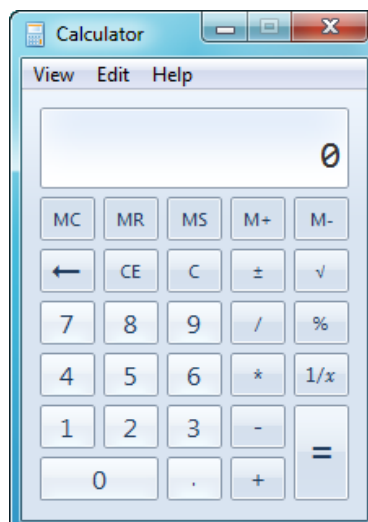 Calculator
View Edit Help
0
MC MR MS M+ M-
← CE C ± √
7 8 9 / %
4 5 6 * 1/x
1 2 3 - =
0 . +